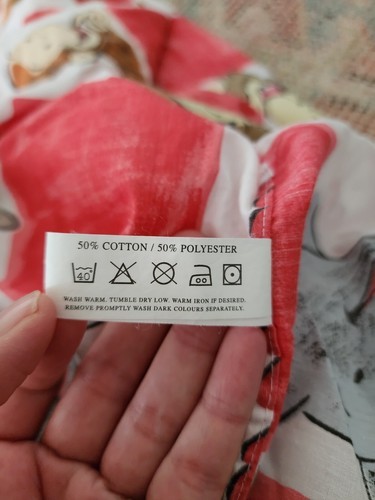 50% COTTON / 50% POLYESTER
40°
WASH WARM. TUMBLE DRY LOW. WARM IRON IF DESIRED.
REMOVE PROMPTLY WASH DARK COLOURS SEPARATELY.